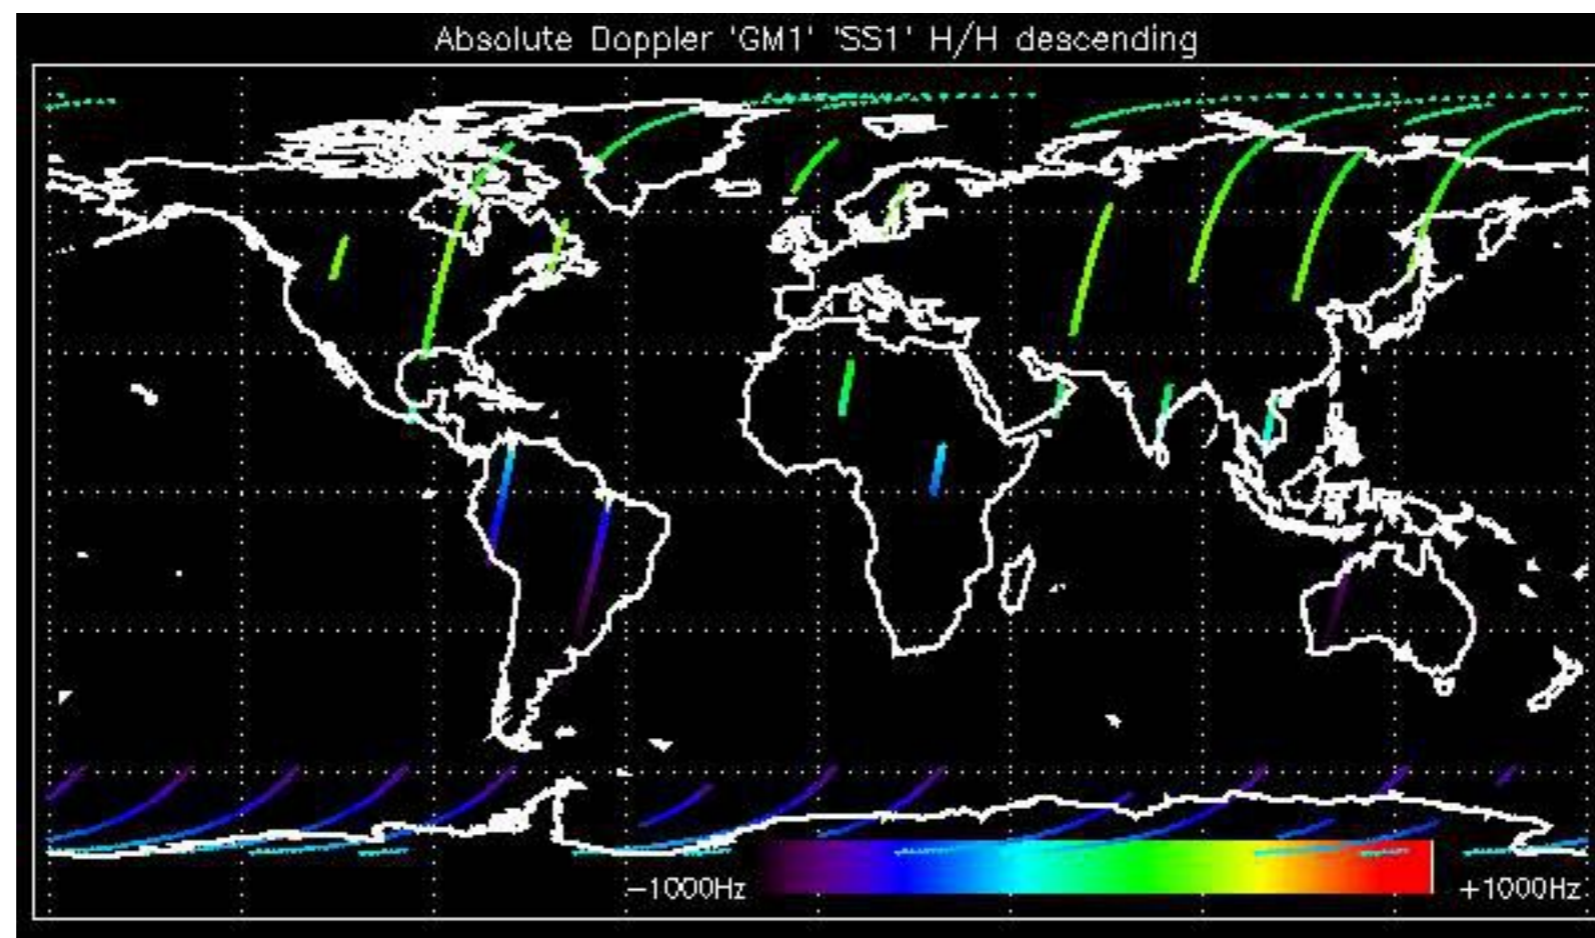 Absolute Doppler 'GM1' 'SS1' H/H descending
−1000Hz
+1000Hz